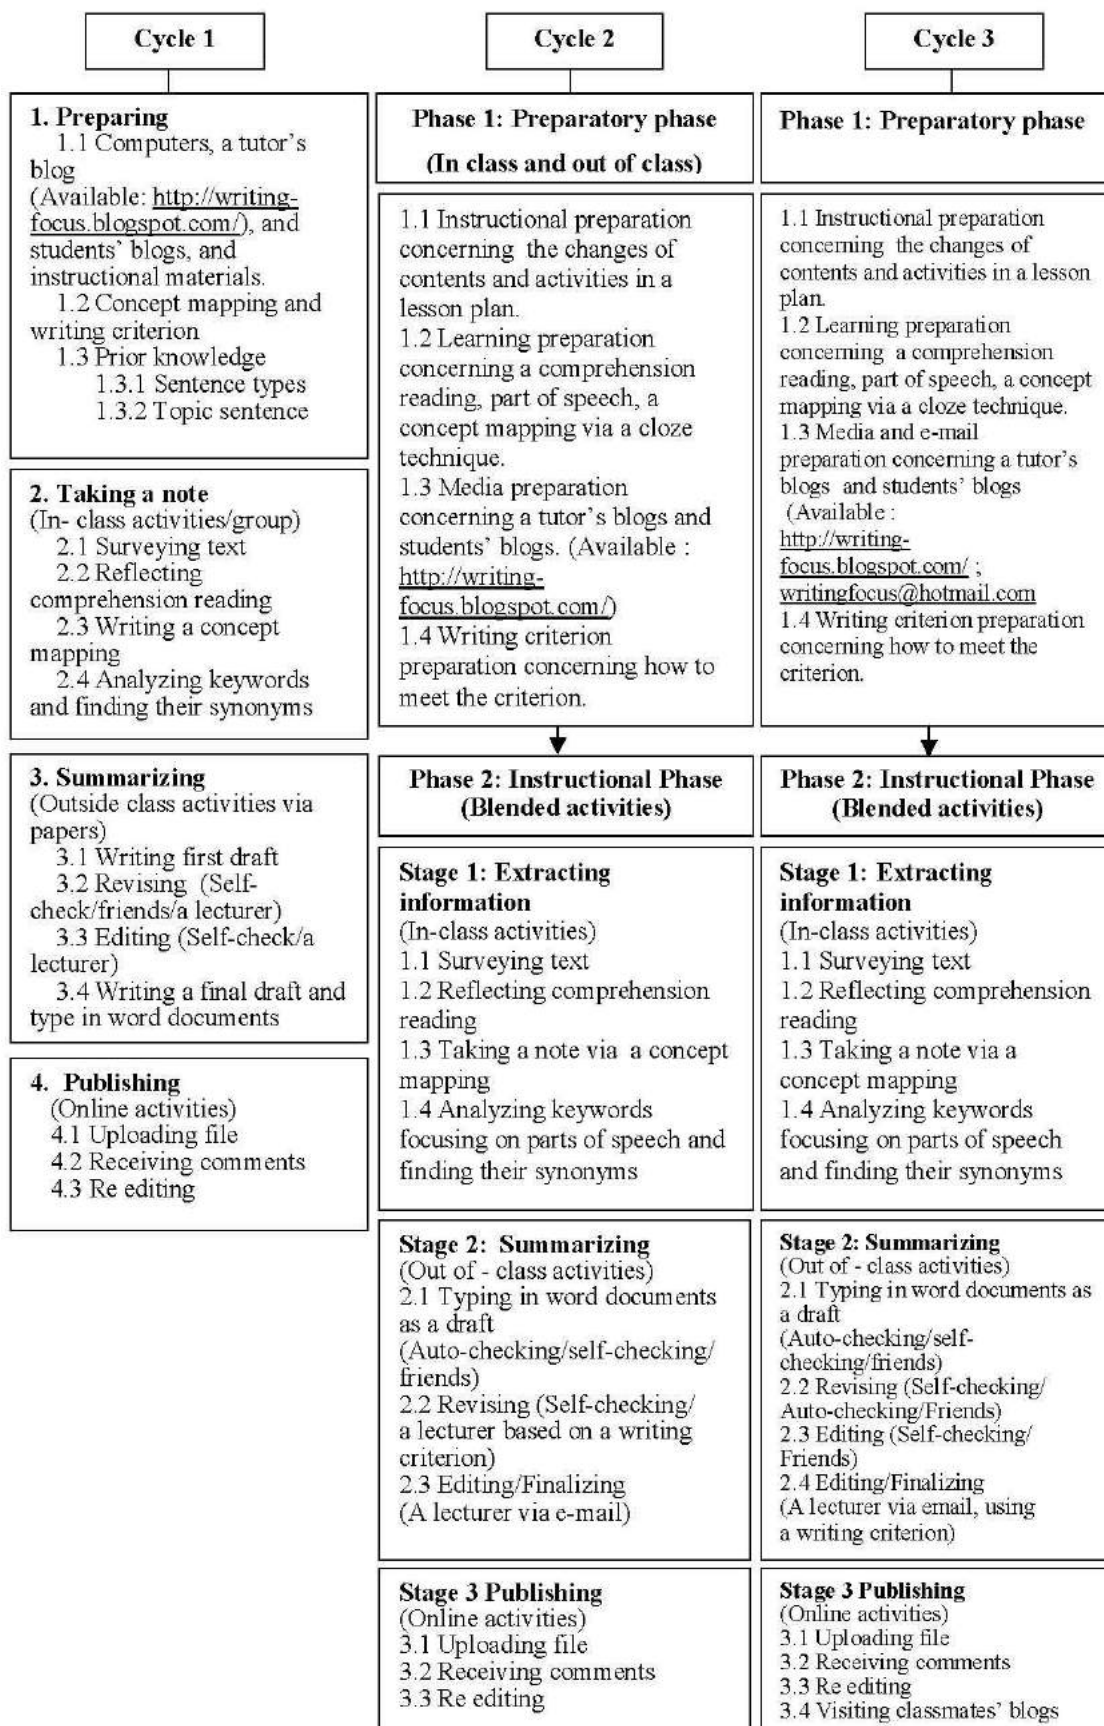 Cycle 1
1. Preparing
1.1 Computers, a tutor's
blog
(Available: http://writing-
focus.blogspot.com/), and
students' blogs, and
instructional materials.
1.2 Concept mapping and
writing criterion
1.3 Prior knowledge
1.3.1 Sentence types
1.3.2 Topic sentence
2. Taking a note
(In- class activities/group)
2.1 Surveying text
2.2 Reflecting
comprehension reading
2.3 Writing a concept
mapping
2.4 Analyzing keywords
and finding their synonyms
3. Summarizing
(Outside class activities via
papers)
3.1 Writing first draft
3.2 Revising (Self-
check/friends/a lecturer)
3.3 Editing (Self-check/a
lecturer)
3.4 Writing a final draft and
type in word documents
4. Publishing
(Online activities)
4.1 Uploading file
4.2 Receiving comments
4.3 Re editing
Cycle 2
Phase 1: Preparatory phase
(In class and out of class)
1.1 Instructional preparation
concerning the changes of
contents and activities in a
lesson plan.
1.2 Learning preparation
concerning a comprehension
reading, part of speech, a
concept mapping via a cloze
technique.
1.3 Media preparation
concerning a tutor's blogs and
students' blogs. (Available :
http://writing-
focus.blogspot.com/)
1.4 Writing criterion
preparation concerning how to
meet the criterion.
Phase 2: Instructional Phase
(Blended activities)
Stage 1: Extracting
information
(In-class activities)
1.1 Surveying text
1.2 Reflecting comprehension
reading
1.3 Taking a note via a concept
mapping
1.4 Analyzing keywords
focusing on parts of speech and
finding their synonyms
Stage 2: Summarizing
(Out of - class activities)
2.1 Typing in word documents
as a draft
(Auto-checking/self-checking/
friends)
2.2 Revising (Self-checking/
a lecturer based on a writing
criterion)
2.3 Editing/Finalizing
(A lecturer via e-mail)
Stage 3 Publishing
(Online activities)
3.1 Uploading file
3.2 Receiving comments
3.3 Re editing
Cycle 3
Phase 1: Preparatory phase
1.1 Instructional preparation
concerning the changes of
contents and activities in a lesson
plan.
1.2 Learning preparation
concerning a comprehension
reading, part of speech, a concept
mapping via a cloze technique.
1.3 Media and e-mail
preparation concerning a tutor's
blogs and students' blogs
(Available :
http://writing-
focus.blogspot.com/ ;
writingfocus@hotmail.com
1.4 Writing criterion preparation
concerning how to meet the
criterion.
Phase 2: Instructional Phase
(Blended activities)
Stage 1: Extracting
information
(In-class activities)
1.1 Surveying text
1.2 Reflecting comprehension
reading
1.3 Taking a note via a
concept mapping
1.4 Analyzing keywords
focusing on parts of speech
and finding their synonyms
Stage 2: Summarizing
(Out of - class activities)
2.1 Typing in word documents as
a draft
(Auto-checking/self-
checking/friends)
2.2 Revising (Self-checking/
Auto-checking/Friends)
2.3 Editing (Self-checking/
Friends)
2.4 Editing/Finalizing
(A lecturer via email, using
a writing criterion)
Stage 3 Publishing
(Online activities)
3.1 Uploading file
3.2 Receiving comments
3.3 Re editing
3.4 Visiting classmates' blogs